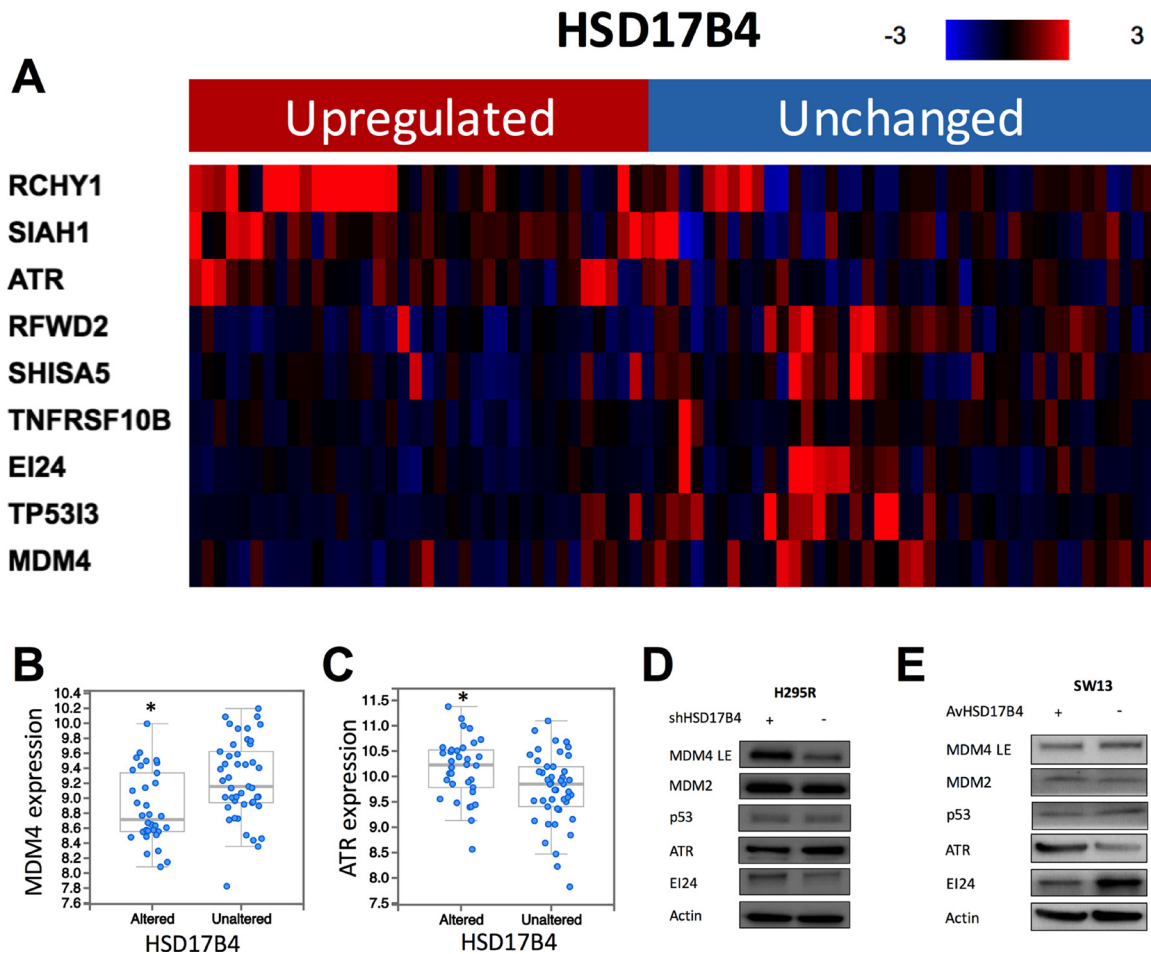 HSD17B4
-3 3
A
Upregulated Unchanged
RCHY1
SIAH1
ATR
RFWD2
SHISA5
TNFRSF10B
EI24
TP53I3
MDM4
B
MDM4 expression
10.4
10.2
10.0
9.8
9.6
9.4
9.2
9.0
8.8
8.6
8.4
8.2
8.0
7.8
7.6
*
Altered Unaltered
HSD17B4
C
ATR expression
11.5
11.0
10.5
10.0
9.5
9.0
8.5
8.0
7.5
*
Altered Unaltered
HSD17B4
D
H295R
shHSD17B4 + -
MDM4 LE
MDM2
p53
ATR
EI24
Actin
E
SW13
AvHSD17B4 + -
MDM4 LE
MDM2
p53
ATR
EI24
Actin